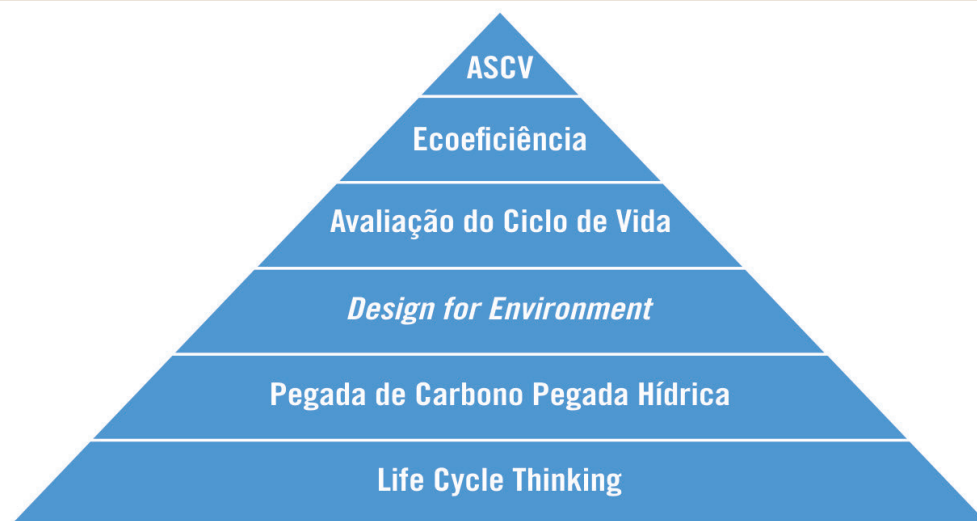 ASCV
Ecoeficiência
Avaliação do Ciclo de Vida
Design for Environment
Pegada de Carbono Pegada Hídrica
Life Cycle Thinking